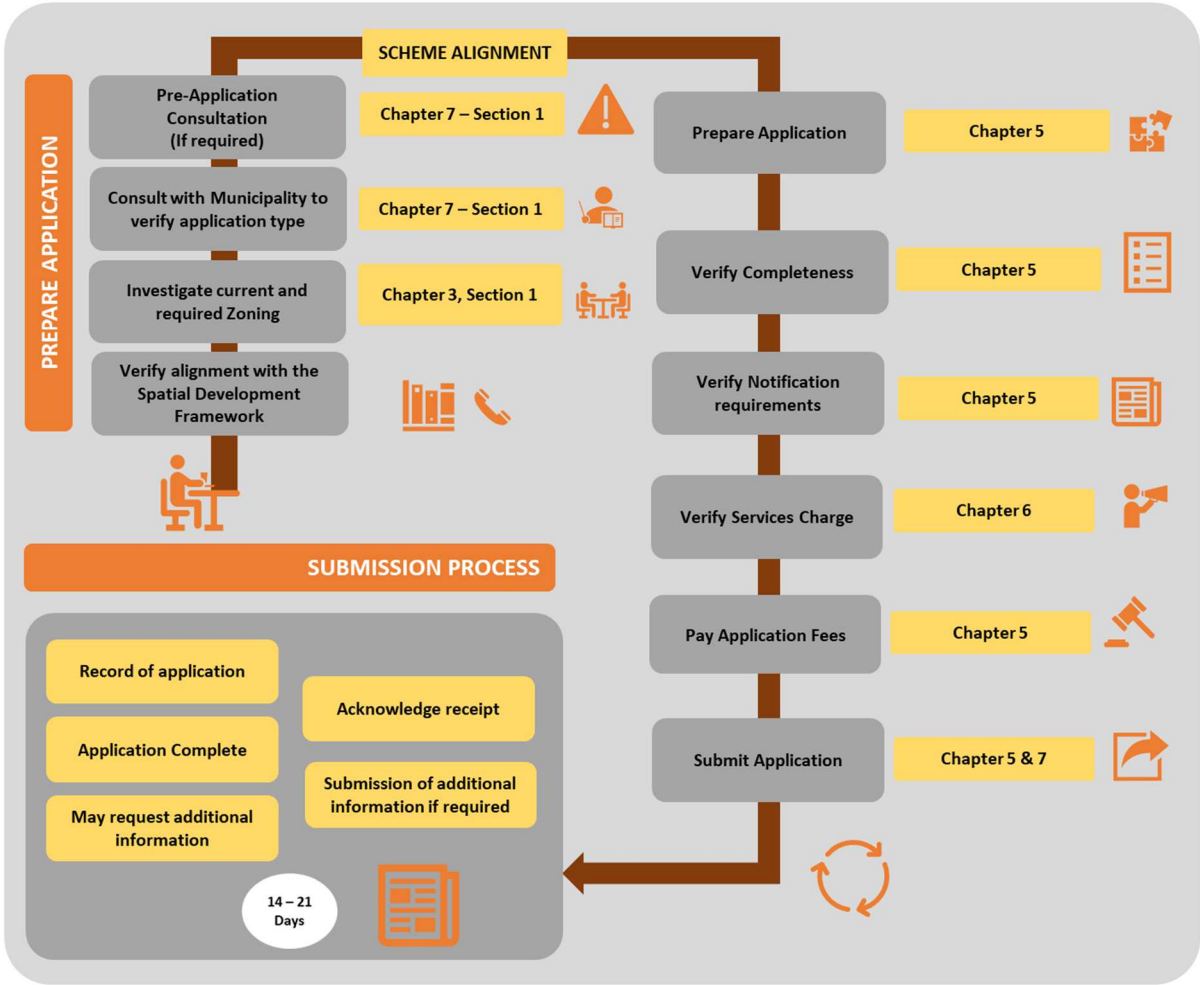 SCHEME ALIGNMENT
PREPARE APPLICATION
Pre-Application
Consultation
(If required)
Chapter 7 – Section 1
Consult with Municipality to
verify application type
Chapter 7 – Section 1
Investigate current and
required Zoning
Chapter 3, Section 1
Verify alignment with the
Spatial Development
Framework
Prepare Application
Chapter 5
Verify Completeness
Chapter 5
Verify Notification
requirements
Chapter 5
Verify Services Charge
Chapter 6
Pay Application Fees
Chapter 5
Submit Application
Chapter 5 & 7
SUBMISSION PROCESS
Record of application
Acknowledge receipt
Application Complete
Submission of additional
information if required
May request additional
information
14 – 21
Days